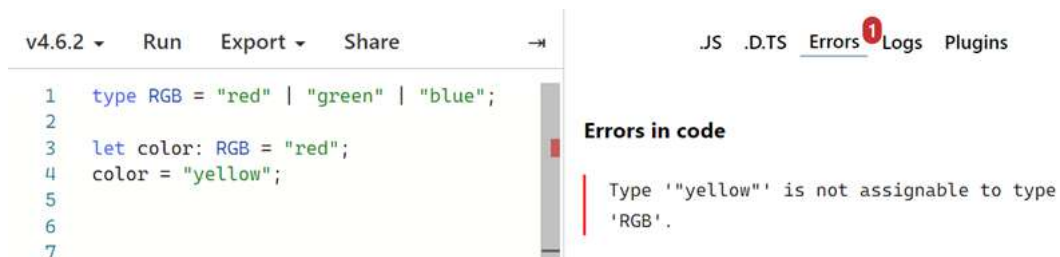 v4.6.2 Run Export Share
1 type RGB = "red" | "green" | "blue";
2
3 let color: RGB = "red";
4 color = "yellow";
5
6
7
.JS .D.TS Errors 1 Logs Plugins
Errors in code
Type '"yellow"' is not assignable to type
'RGB'.